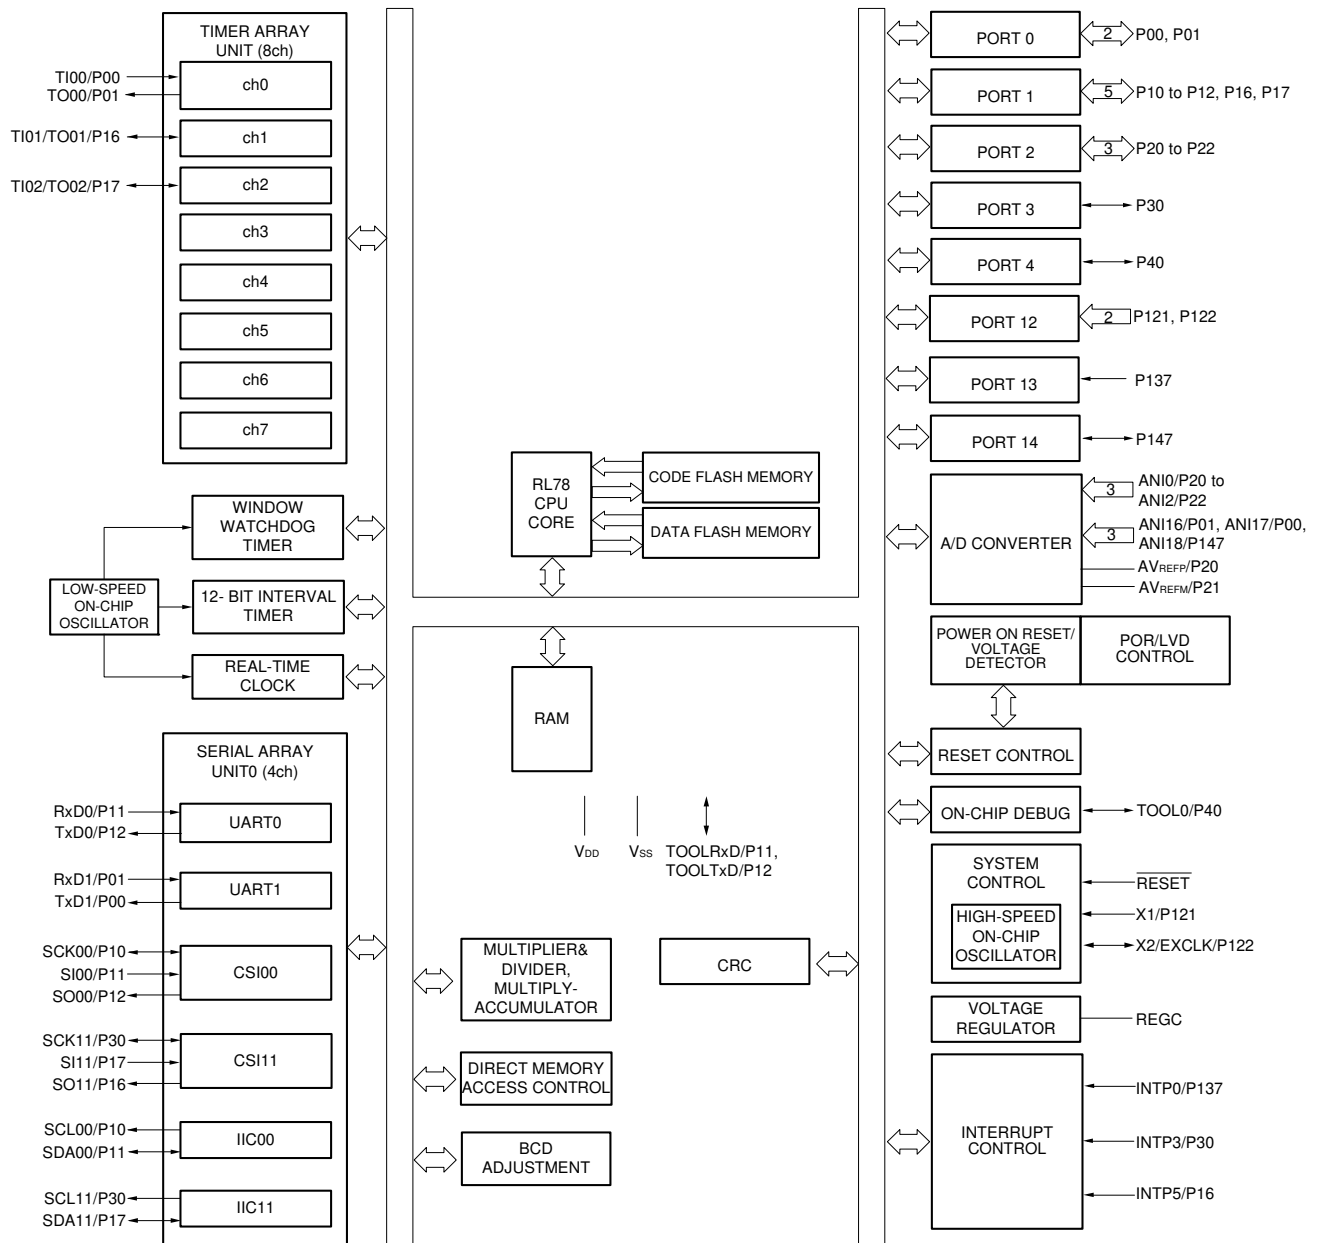 TIMER ARRAY
UNIT (8ch)
TI00/P00
TO00/P01
ch0
TI01/TO01/P16
ch1
TI02/TO02/P17
ch2
ch3
ch4
ch5
ch6
ch7
WINDOW
WATCHDOG
TIMER
LOW-SPEED
ON-CHIP
OSCILLATOR
12- BIT INTERVAL
TIMER
REAL-TIME
CLOCK
SERIAL ARRAY
UNIT0 (4ch)
RxD0/P11
TxD0/P12
UART0
RxD1/P01
TxD1/P00
UART1
SCK00/P10
SI00/P11
SO00/P12
CSI00
SCK11/P30
SI11/P17
SO11/P16
CSI11
SCL00/P10
SDA00/P11
IIC00
SCL11/P30
SDA11/P17
IIC11
RL78
CPU
CORE
CODE FLASH MEMORY
DATA FLASH MEMORY
RAM
VDD
VSS
TOOLRxD/P11,
TOOLTxD/P12
MULTIPLIER&
DIVIDER,
MULTIPLY-
ACCUMULATOR
CRC
DIRECT MEMORY
ACCESS CONTROL
BCD
ADJUSTMENT
PORT 0
2
P00, P01
PORT 1
5
P10 to P12, P16, P17
PORT 2
3
P20 to P22
PORT 3
P30
PORT 4
P40
PORT 12
2
P121, P122
PORT 13
P137
PORT 14
P147
A/D CONVERTER
3
ANI0/P20 to
ANI2/P22
3
ANI16/P01, ANI17/P00,
ANI18/P147
AVREFP/P20
AVREFM/P21
POWER ON RESET/
VOLTAGE
DETECTOR
POR/LVD
CONTROL
RESET CONTROL
ON-CHIP DEBUG
TOOL0/P40
SYSTEM
CONTROL
RESET
HIGH-SPEED
ON-CHIP
OSCILLATOR
X1/P121
X2/EXCLK/P122
VOLTAGE
REGULATOR
REGC
INTERRUPT
CONTROL
INTP0/P137
INTP3/P30
INTP5/P16